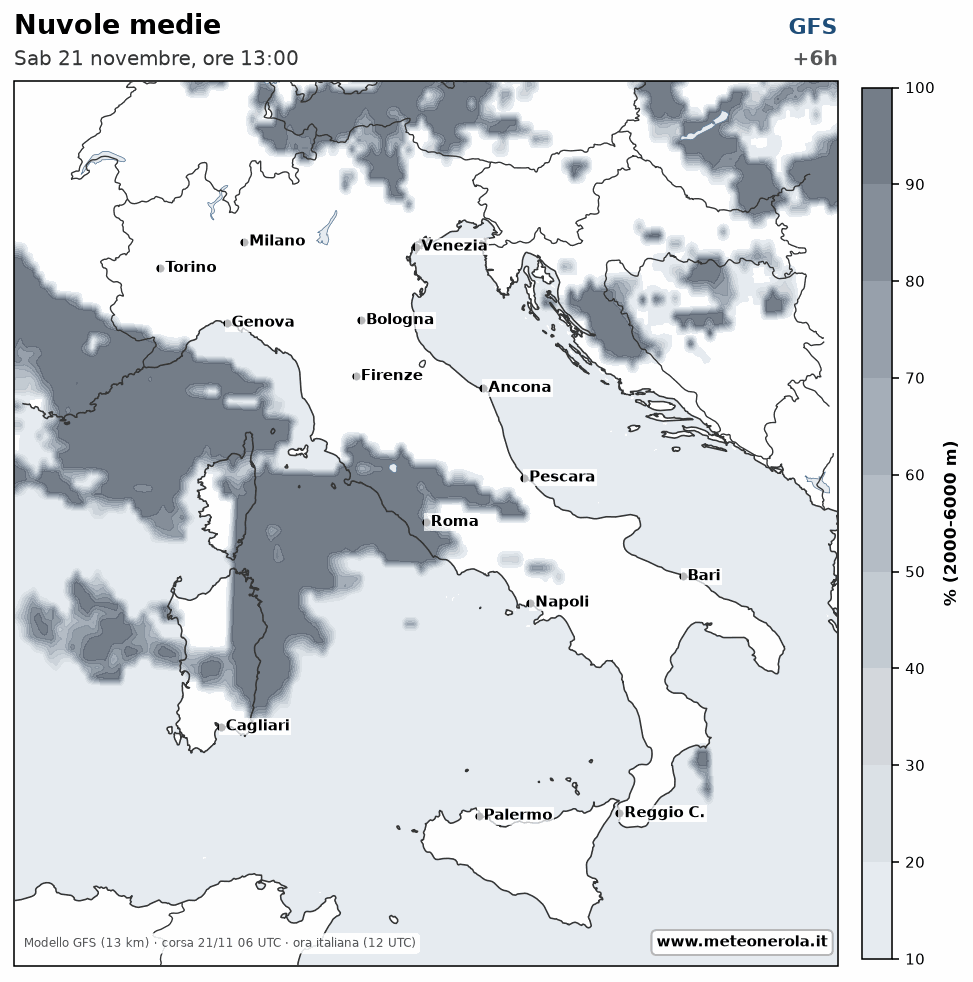 Nuvole medie
GFS
Sab 21 novembre, ore 13:00
+6h
Milano
Venezia
Torino
Genova
Bologna
Firenze
Ancona
Pescara
Roma
Bari
Napoli
Cagliari
Palermo
Reggio C.
Modello GFS (13 km) · corsa 21/11 06 UTC · ora italiana (12 UTC)
www.meteonerola.it
100
90
80
70
60
50
40
30
20
10
% (2000-6000 m)